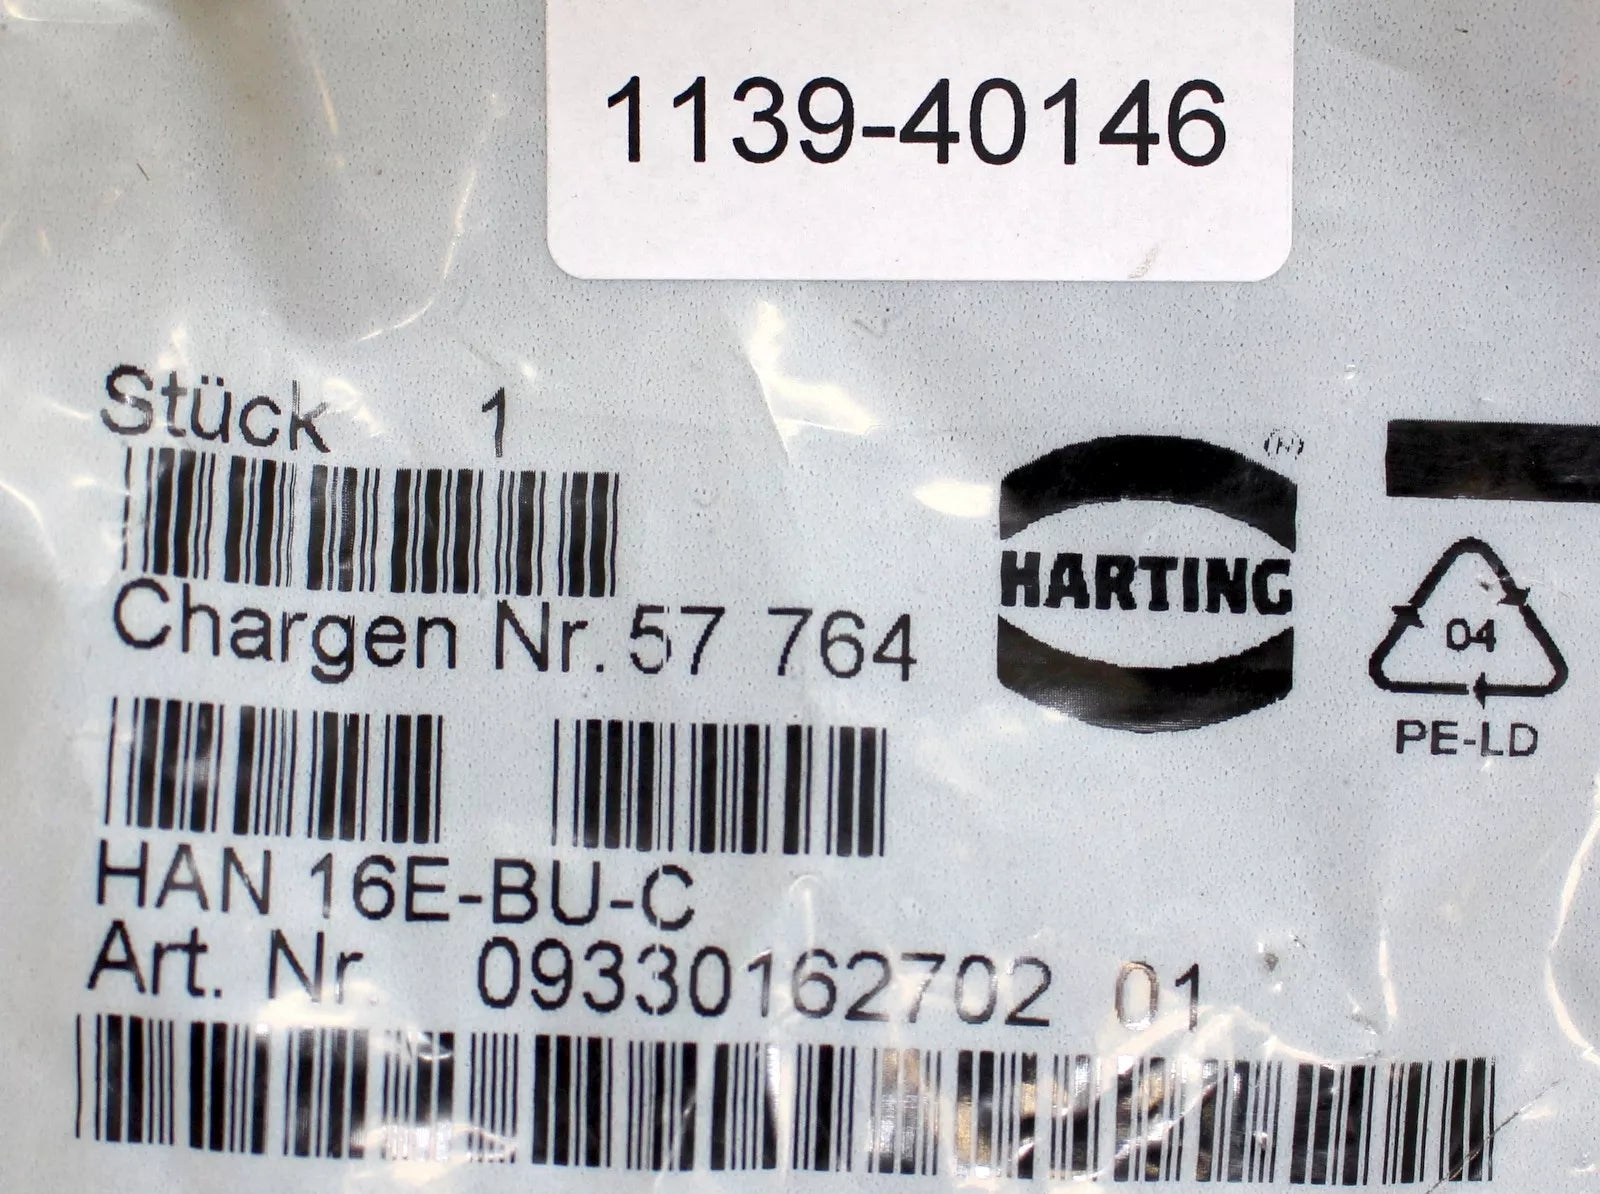 1139-40146
Stück 1
(H)
HARTING
Chargen Nr. 57 764
04
PE-LD
HAN 16E-BU-C
Art. Nr. 09330162702 01